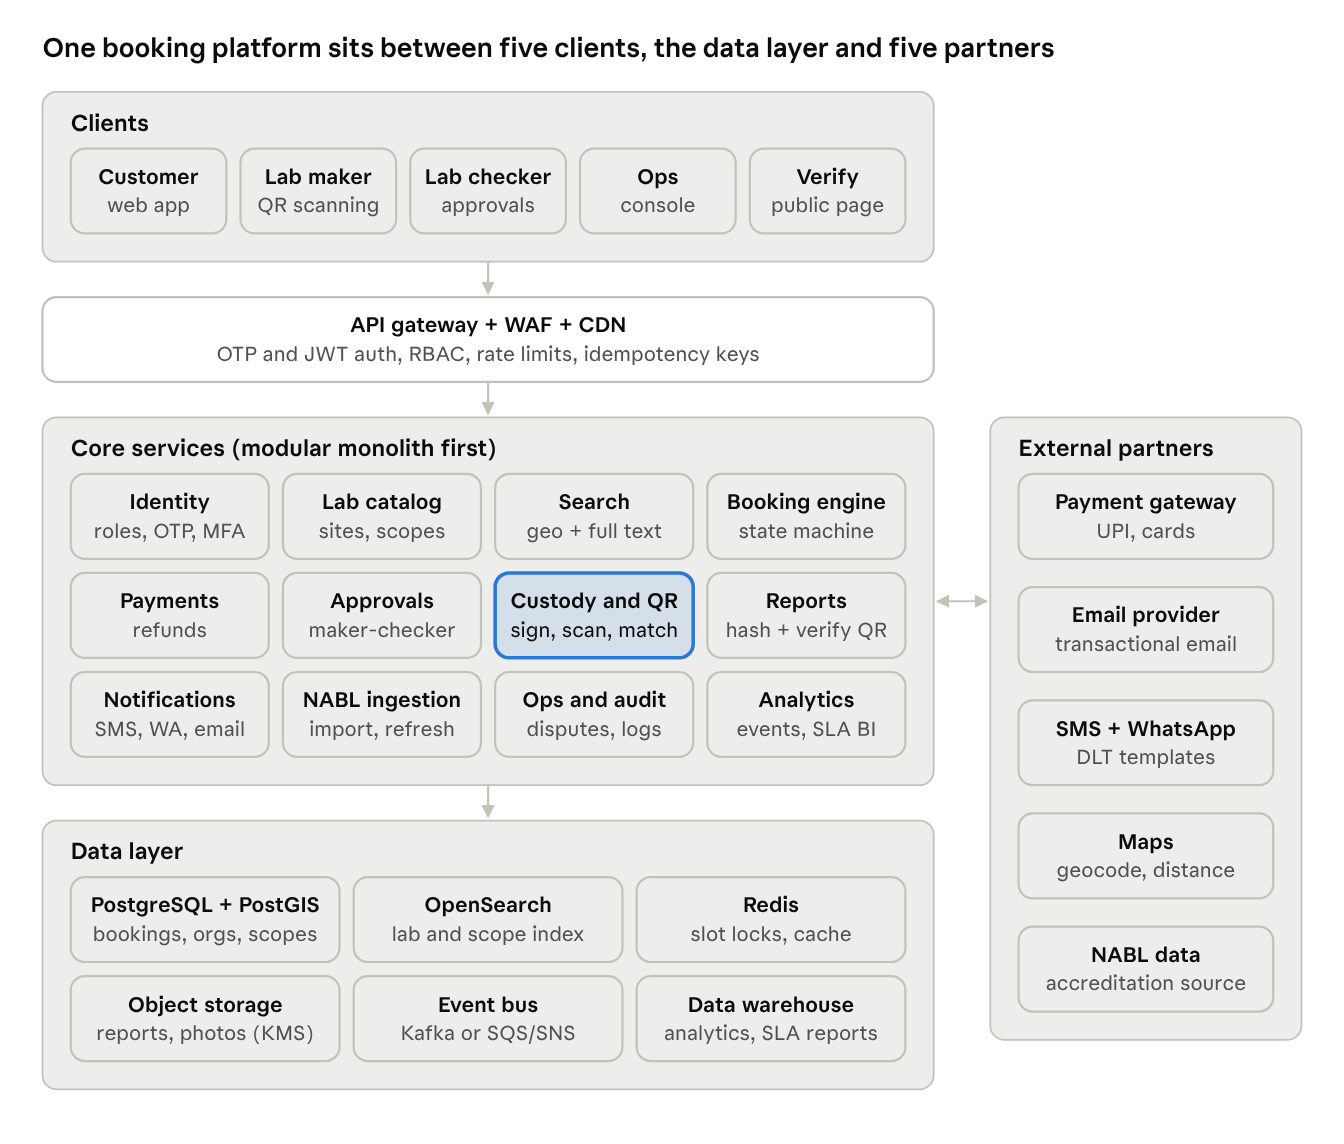 One booking platform sits between five clients, the data layer and five partners
Clients
Customer
web app
Lab maker
QR scanning
Lab checker
approvals
Ops
console
Verify
public page
API gateway + WAF + CDN
OTP and JWT auth, RBAC, rate limits, idempotency keys
Core services (modular monolith first)
Identity
roles, OTP, MFA
Lab catalog
sites, scopes
Search
geo + full text
Booking engine
state machine
Payments
refunds
Approvals
maker-checker
Custody and QR
sign, scan, match
Reports
hash + verify QR
Notifications
SMS, WA, email
NABL ingestion
import, refresh
Ops and audit
disputes, logs
Analytics
events, SLA BI
External partners
Payment gateway
UPI, cards
Email provider
transactional email
SMS + WhatsApp
DLT templates
Maps
geocode, distance
NABL data
accreditation source
Data layer
PostgreSQL + PostGIS
bookings, orgs, scopes
OpenSearch
lab and scope index
Redis
slot locks, cache
Object storage
reports, photos (KMS)
Event bus
Kafka or SQS/SNS
Data warehouse
analytics, SLA reports